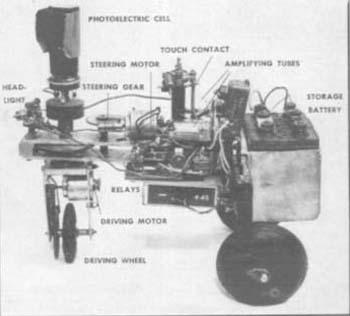 PHOTOELECTRIC CELL
STEERING MOTOR
TOUCH CONTACT
HEAD-
LIGHT
STEERING GEAR
AMPLIFYING TUBES
STORAGE
BATTERY
RELAYS
DRIVING MOTOR
DRIVING WHEEL